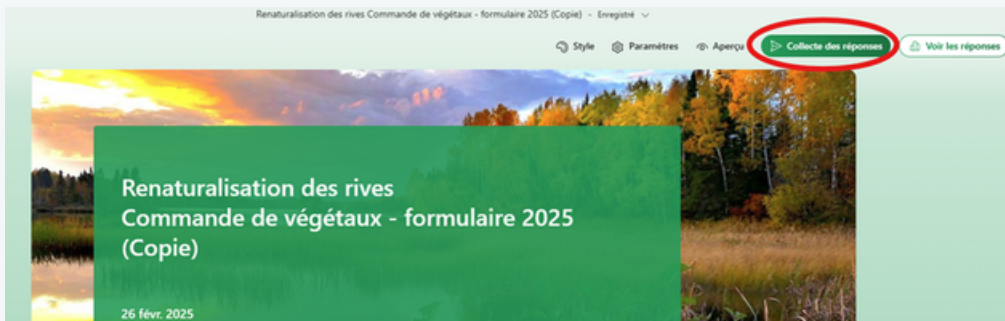 Renaturalisation des rives Commande de végétaux - formulaire 2025 (Copie) - Enregistré
Style Paramètres Aperçu Collecte des réponses Voir les réponses
Renaturalisation des rives
Commande de végétaux - formulaire 2025
(Copie)
26 févr. 2025